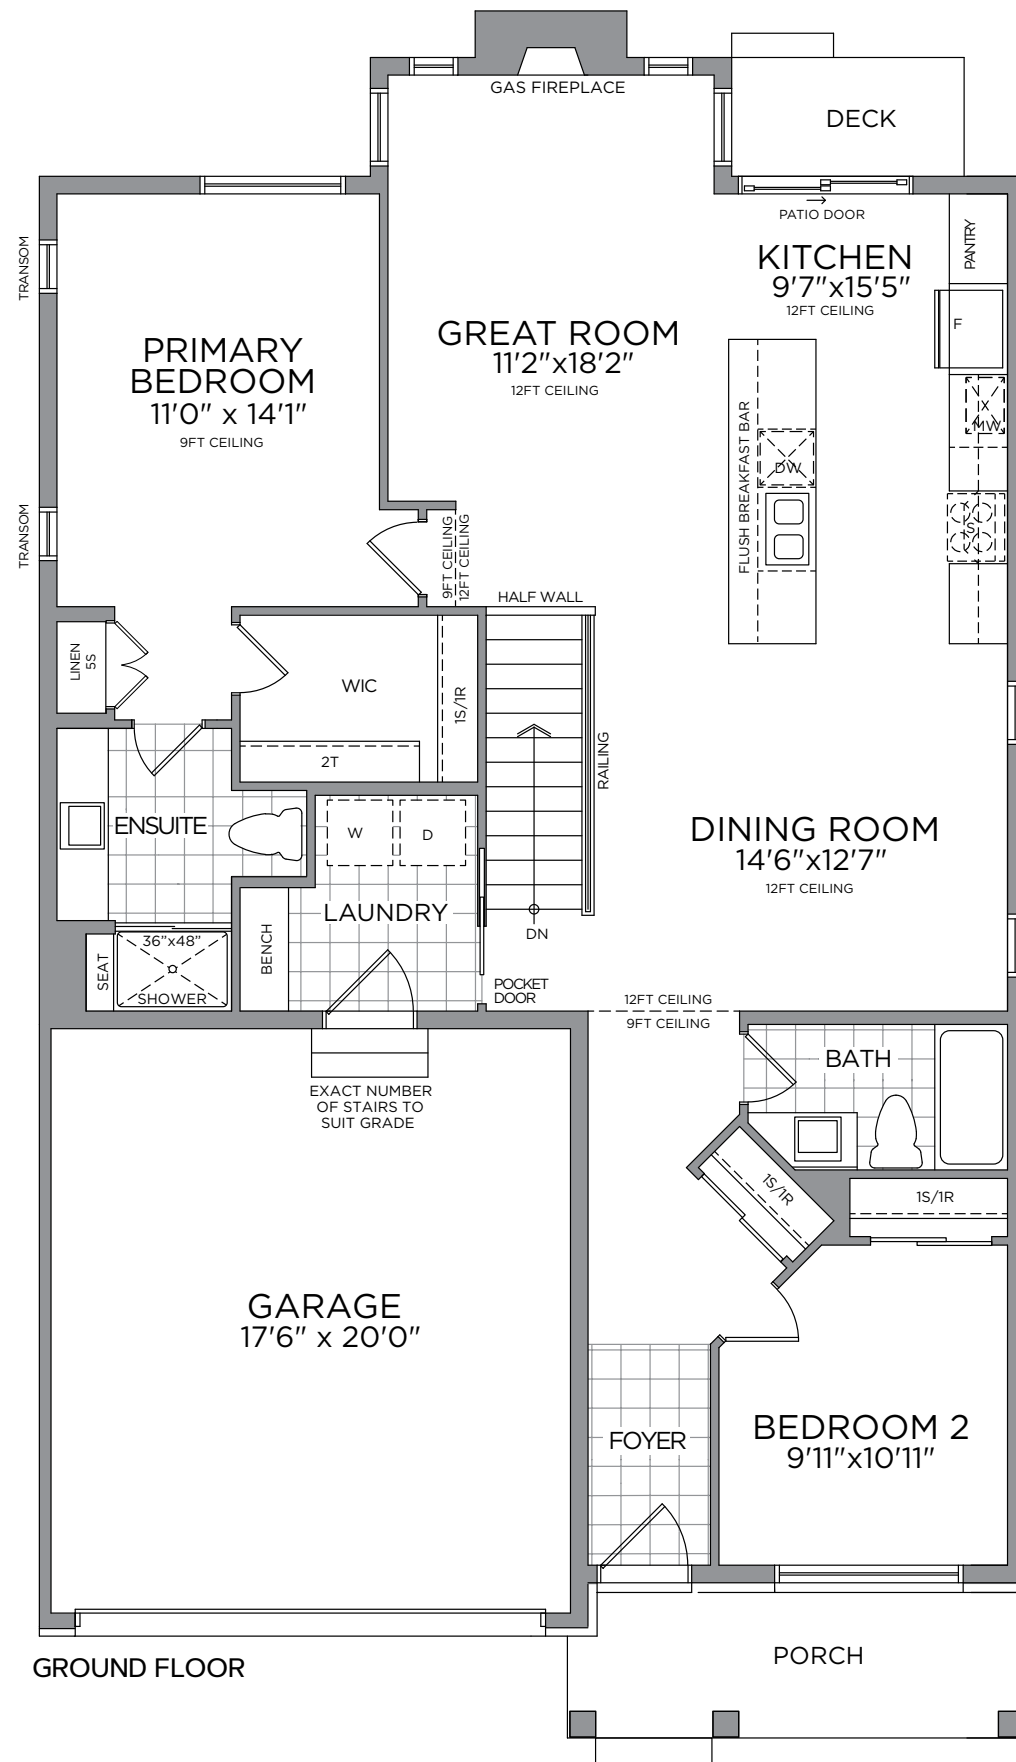 GAS FIREPLACE
DECK
PATIO DOOR
PANTRY
KITCHEN
9'7"x15'5"
12FT CEILING
F
TRANSOM
GREAT ROOM
11'2"x18'2"
12FT CEILING
PRIMARY
BEDROOM
11'0" x 14'1"
9FT CEILING
MW
FLUSH BREAKFAST BAR
DW
S
TRANSOM
9FT CEILING
12FT CEILING
HALF WALL
LINEN
5S
WIC
1S/1R
2T
RAILING
ENSUITE
W
D
DINING ROOM
14'6"x12'7"
12FT CEILING
LAUNDRY
DN
BENCH
36"x48"
SEAT
SHOWER
POCKET
DOOR
12FT CEILING
9FT CEILING
BATH
EXACT NUMBER
OF STAIRS TO
SUIT GRADE
1S/1R
1S/1R
GARAGE
17'6" x 20'0"
FOYER
BEDROOM 2
9'11"x10'11"
PORCH
GROUND FLOOR